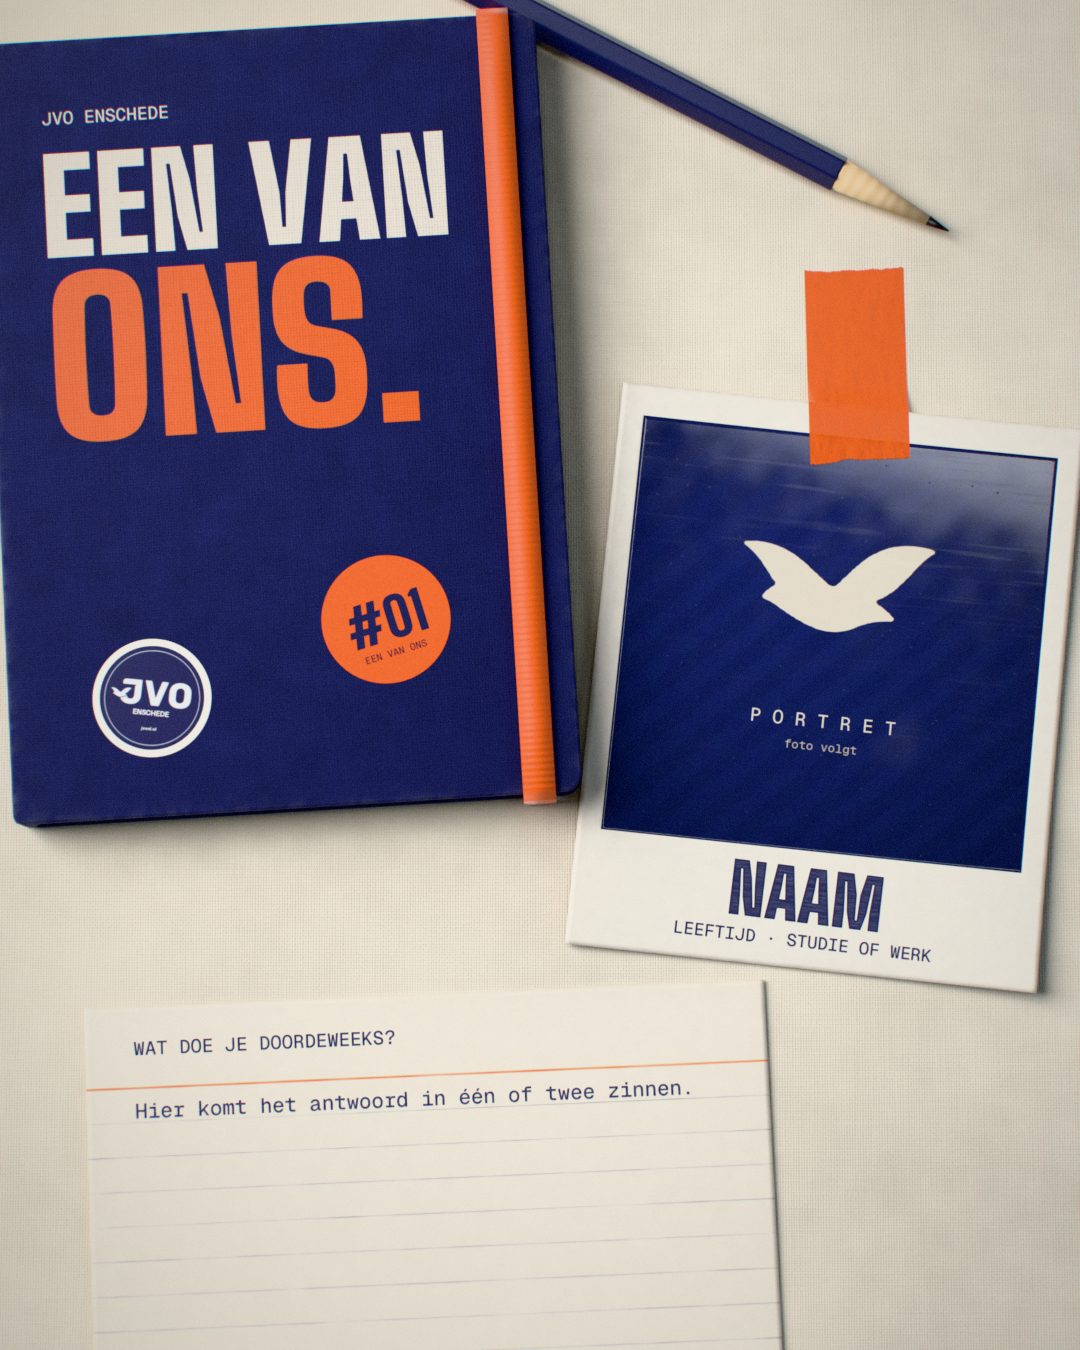 JVO ENSCHEDE
EEN VAN
ONS.
#01
EEN VAN ONS
JVO
ENSCHEDE
PORTRET
foto volgt
NAAM
LEEFTIJD · STUDIE OF WERK
WAT DOE JE DOORDEWEEKS?
Hier komt het antwoord in één of twee zinnen.